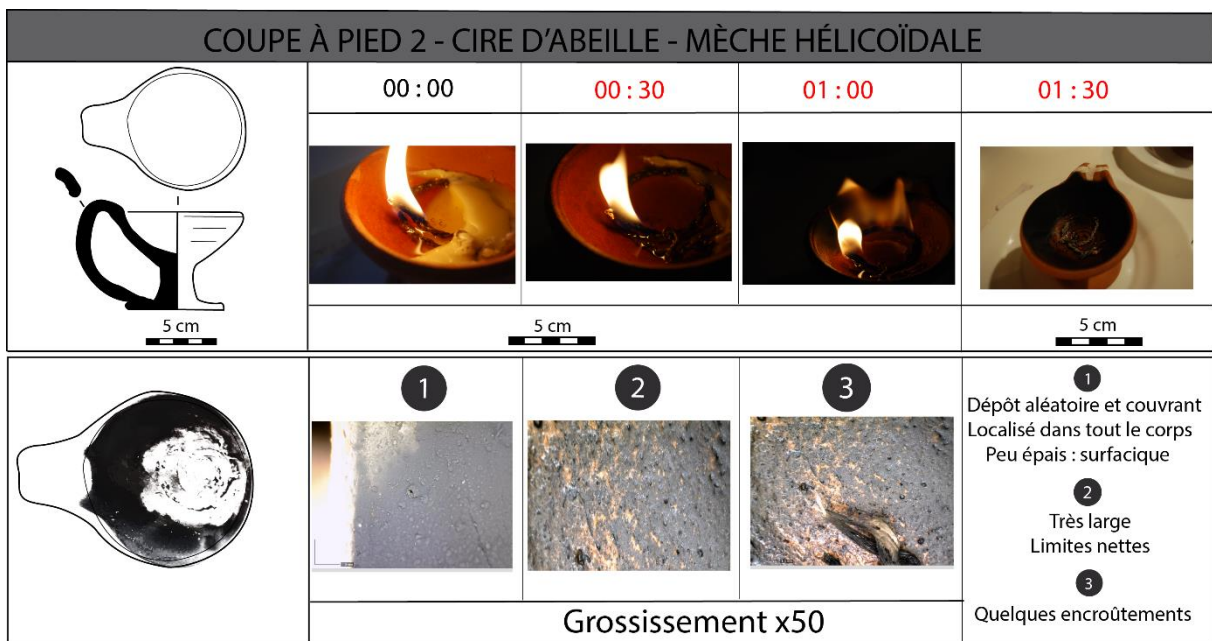 COUPE À PIED 2 - CIRE D'ABEILLE - MÈCHE HÉLICOÏDALE
00 : 00
00 : 30
01 : 00
01 : 30
5 cm
5 cm
5 cm
1
2
3
1
Dépôt aléatoire et couvrant
Localisé dans tout le corps
Peu épais : surfacique
2
Très large
Limites nettes
3
Quelques encroûtements
Grossissement x50